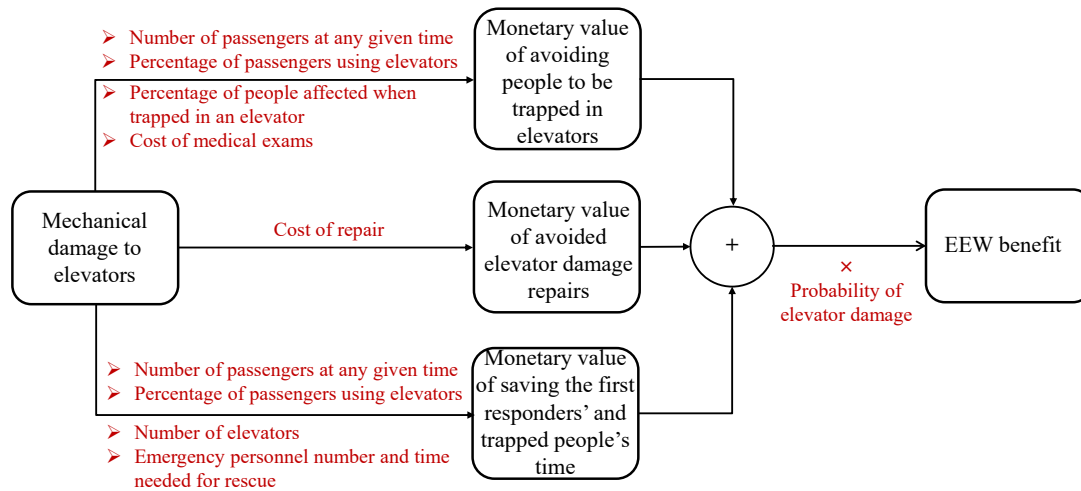 ➢ Number of passengers at any given time
➢ Percentage of passengers using elevators
➢ Percentage of people affected when
trapped in an elevator
➢ Cost of medical exams
Monetary value
of avoiding
people to be
trapped in
elevators
Mechanical
damage to
elevators
Cost of repair
Monetary value
of avoided
elevator damage
repairs
+
×
Probability of
elevator damage
EEW benefit
➢ Number of passengers at any given time
➢ Percentage of passengers using elevators
➢ Number of elevators
➢ Emergency personnel number and time
needed for rescue
Monetary value
of saving the first
responders’ and
trapped people’s
time